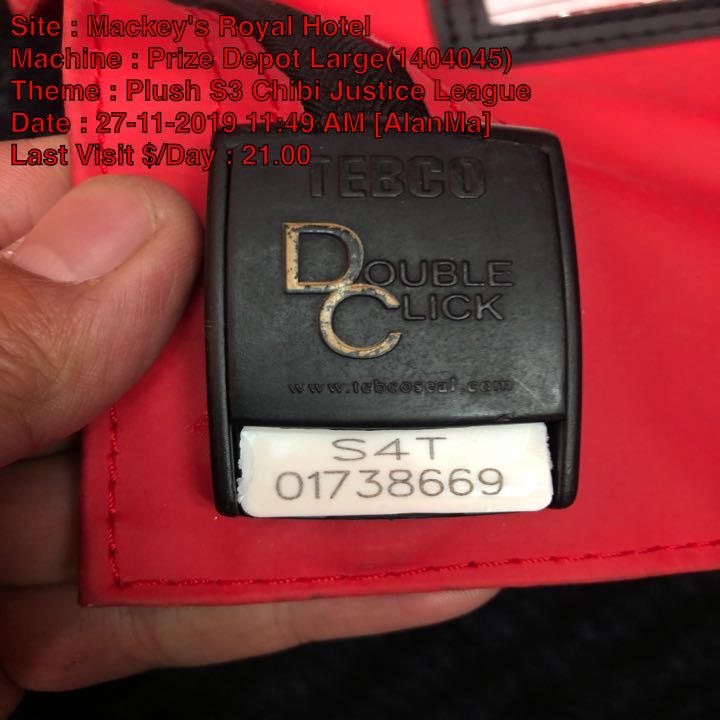 Site : Mackey's Royal Hotel
Machine : Prize Depot Large(1404045)
Theme : Plush S3 Chibi Justice League
Date : 27-11-2019 11:49 AM [AlanMa]
Last Visit $/Day : 21.00
TEBCO
DOUBLE
CLICK
www.tebcoseal.com
S4T
01738669